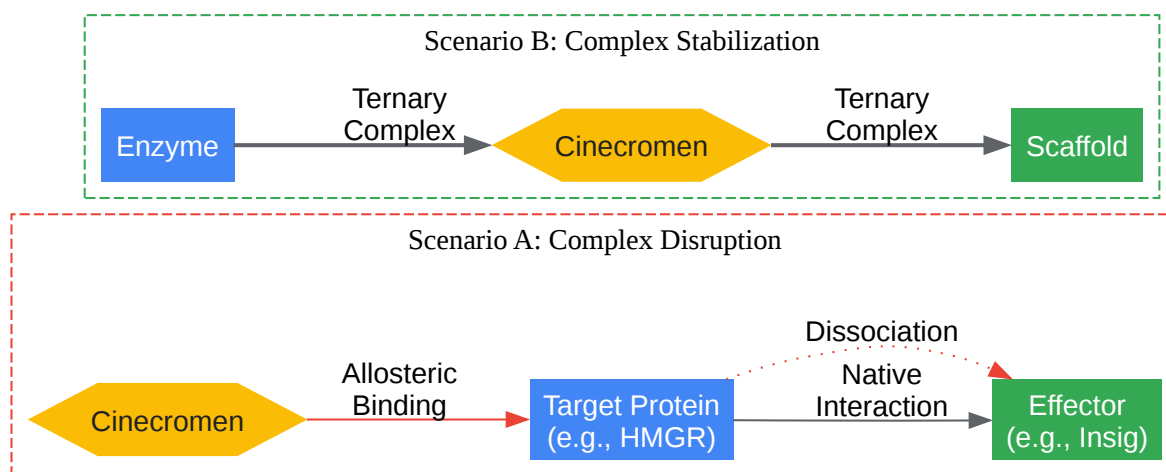 Scenario B: Complex Stabilization
Ternary
Complex
Ternary
Complex
Enzyme
Cinecromen
Scaffold
Scenario A: Complex Disruption
Dissociation
Allosteric
Binding
Native
Interaction
Cinecromen
Target Protein
(e.g., HMGR)
Effector
(e.g., Insig)